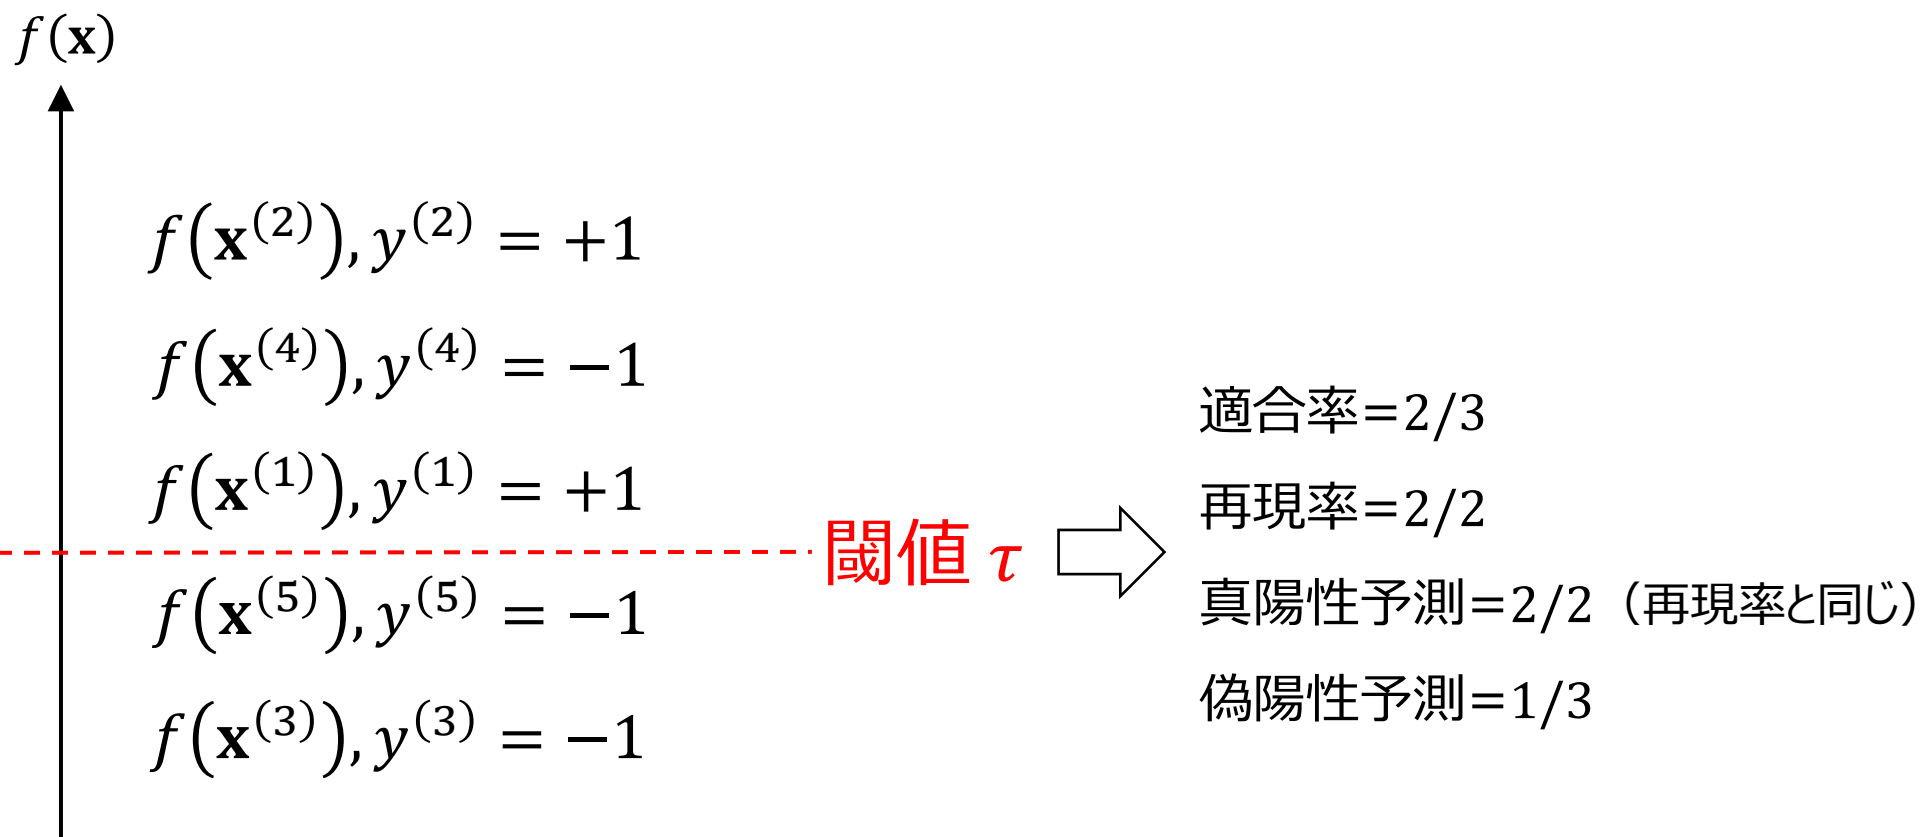 f(x)
f(x⁽²⁾), y⁽²⁾ = +1
f(x⁽⁴⁾), y⁽⁴⁾ = −1
f(x⁽¹⁾), y⁽¹⁾ = +1
閾値 τ
f(x⁽⁵⁾), y⁽⁵⁾ = −1
f(x⁽³⁾), y⁽³⁾ = −1
適合率=2/3
再現率=2/2
真陽性予測=2/2（再現率と同じ）
偽陽性予測=1/3